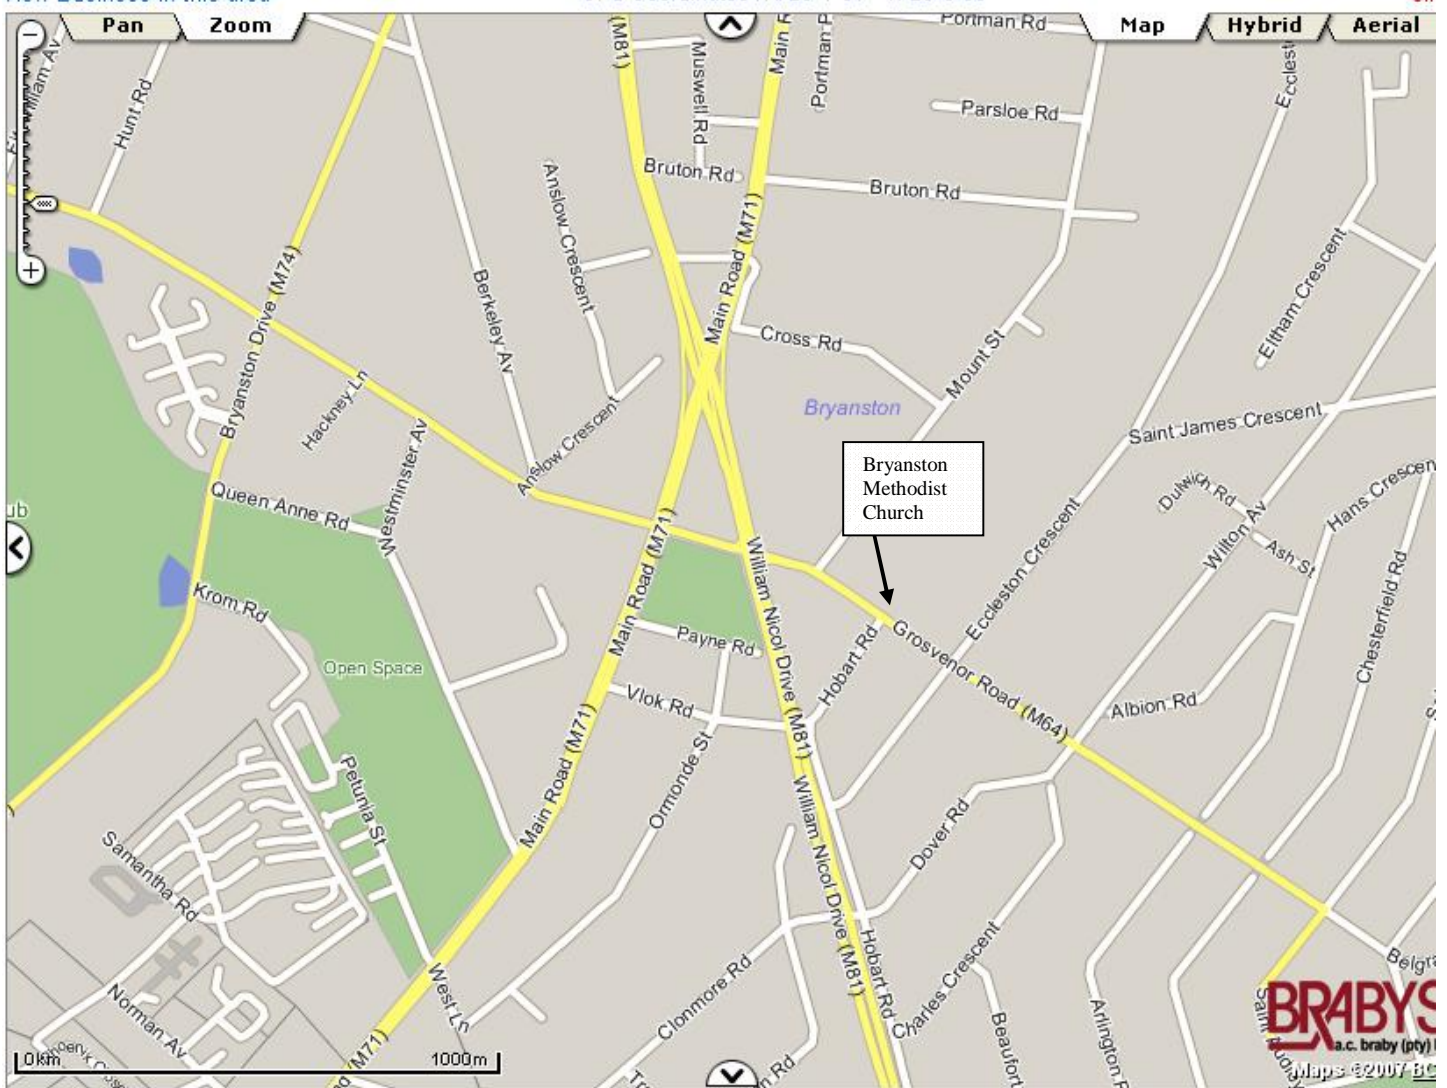 Pan
Zoom
Map
Hybrid
Aerial
Hunt Rd
(M81)
Muswell Rd
Portman Rd
Parsloe Rd
Bruton Rd
Bruton Rd
Anslow Crescent
Main Road (M71)
Bryanston Drive (M74)
Berkeley Av
Eltham Crescent
Cross Rd
Mount St
Hackney Ln
Bryanston
Anslow Crescent
Westminster Av
Saint James Crescent
Bryanston
Methodist
Church
Queen Anne Rd
Dulwich Rd
Hans Crescen
Wilton Av
Ash St
Eccleston Crescent
Main Road (M71)
William Nicol Drive (M81)
Krom Rd
Payne Rd
Hobart Rd
Grosvenor Road (M64)
Chesterfield Rd
Open Space
Vlok Rd
Albion Rd
Main Road (M71)
Ormonde St
Petunia St
William Nicol Drive (M81)
Dover Rd
Samantha Rd
Hobart Rd
Charles Crescent
Clonmore Rd
West Ln
Norman Av
Beaufort
Arlington
Belgra
0km
1000m
(M71)
BRABYS
a.c. braby (pty)
Maps ©2007